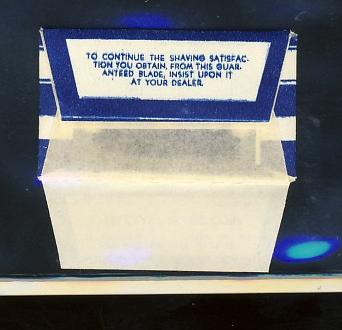 TO CONTINUE THE SHAVING SATISFAC-
TION YOU OBTAIN, FROM THIS GUAR-
ANTEED BLADE, INSIST UPON IT
AT YOUR DEALER.